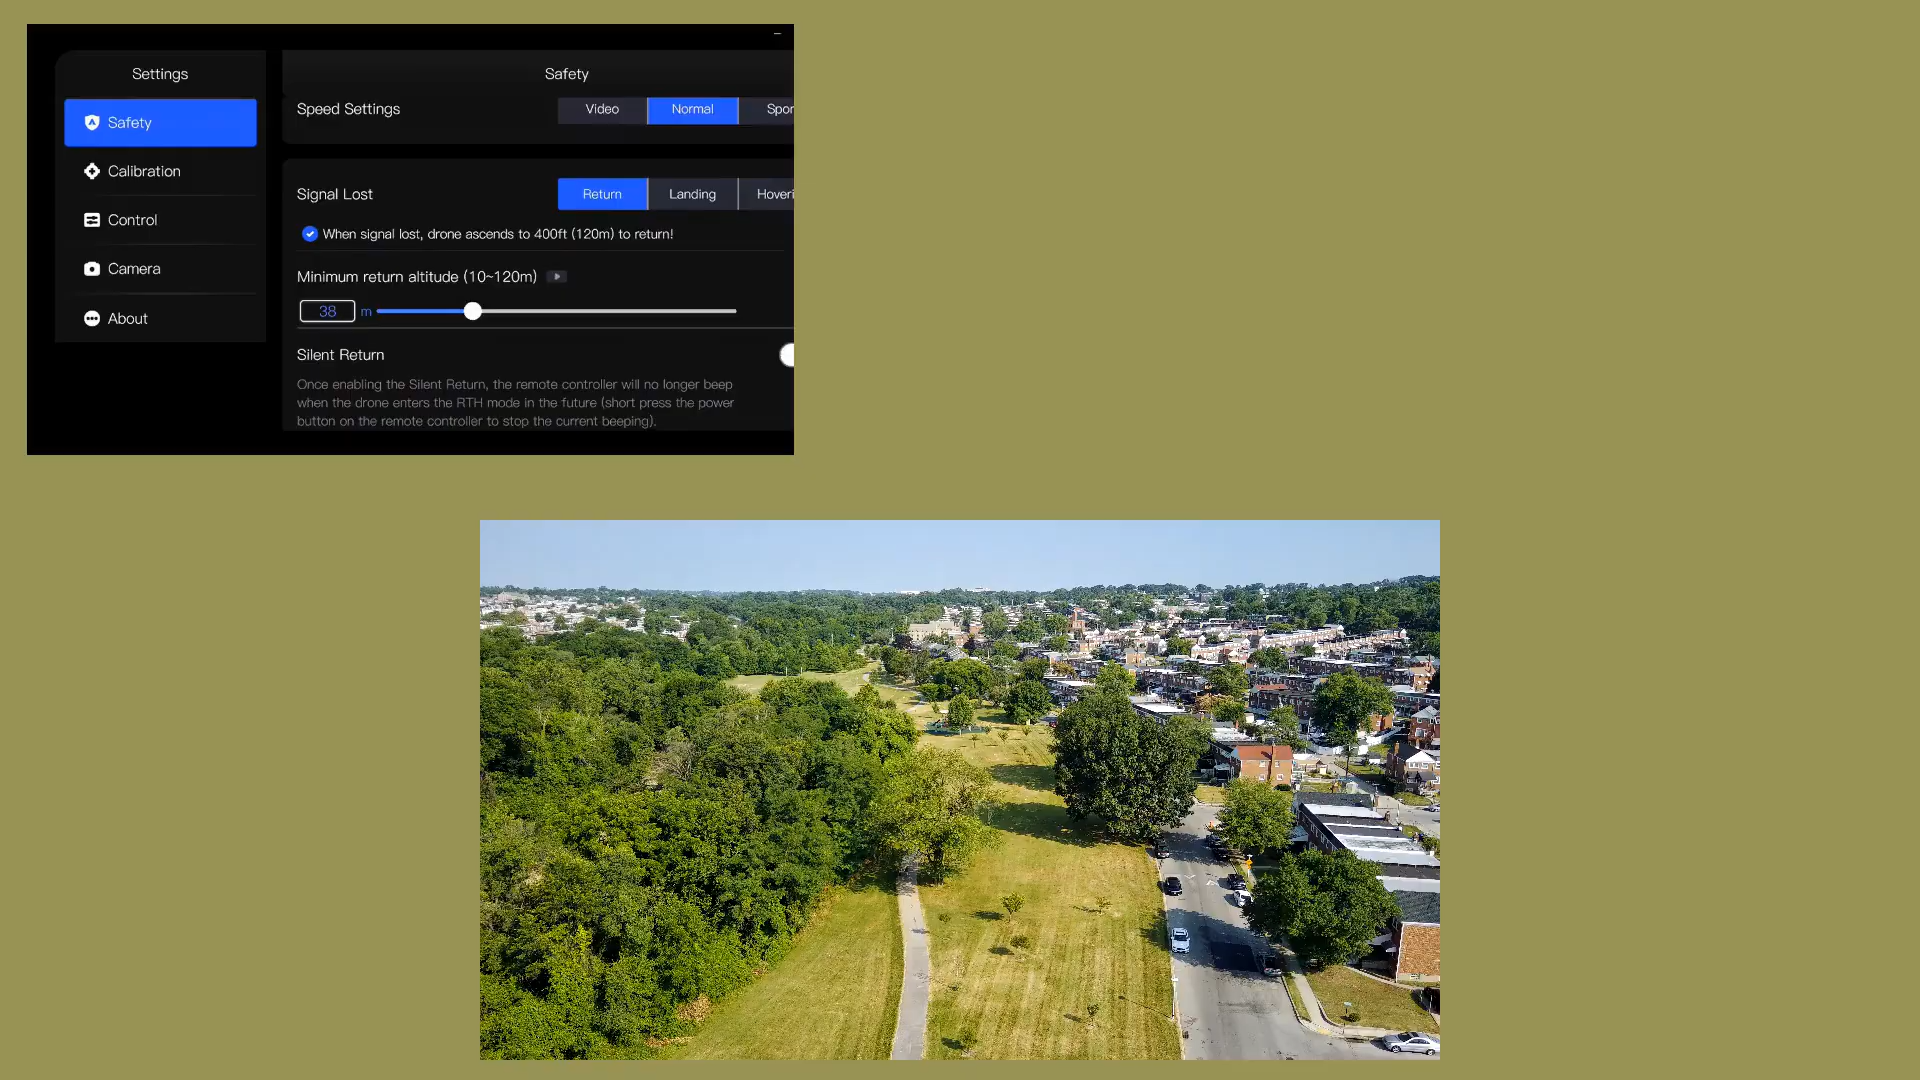 Settings
Safety
Calibration
Control
Camera
About
Safety
Speed Settings
Video
Normal
Spor
Signal Lost
Return
Landing
Hoveri
When signal lost, drone ascends to 400ft (120m) to return!
Minimum return altitude (10~120m)
38 m
Silent Return
Once enabling the Silent Return, the remote controller will no longer beep
when the drone enters the RTH mode in the future (short press the power
button on the remote controller to stop the current beeping).